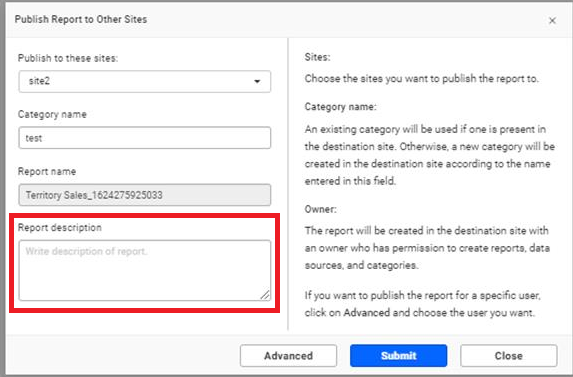 Publish Report to Other Sites
×
Publish to these sites:
site2
Category name
test
Report name
Territory Sales_1624275925033
Report description
Write description of report.
Sites:
Choose the sites you want to publish the report to.
Category name:
An existing category will be used if one is present in
the destination site. Otherwise, a new category will be
created in the destination site according to the name
entered in this field.
Owner:
The report will be created in the destination site with
an owner who has permission to create reports, data
sources, and categories.
If you want to publish the report for a specific user,
click on Advanced and choose the user you want.
Advanced
Submit
Close